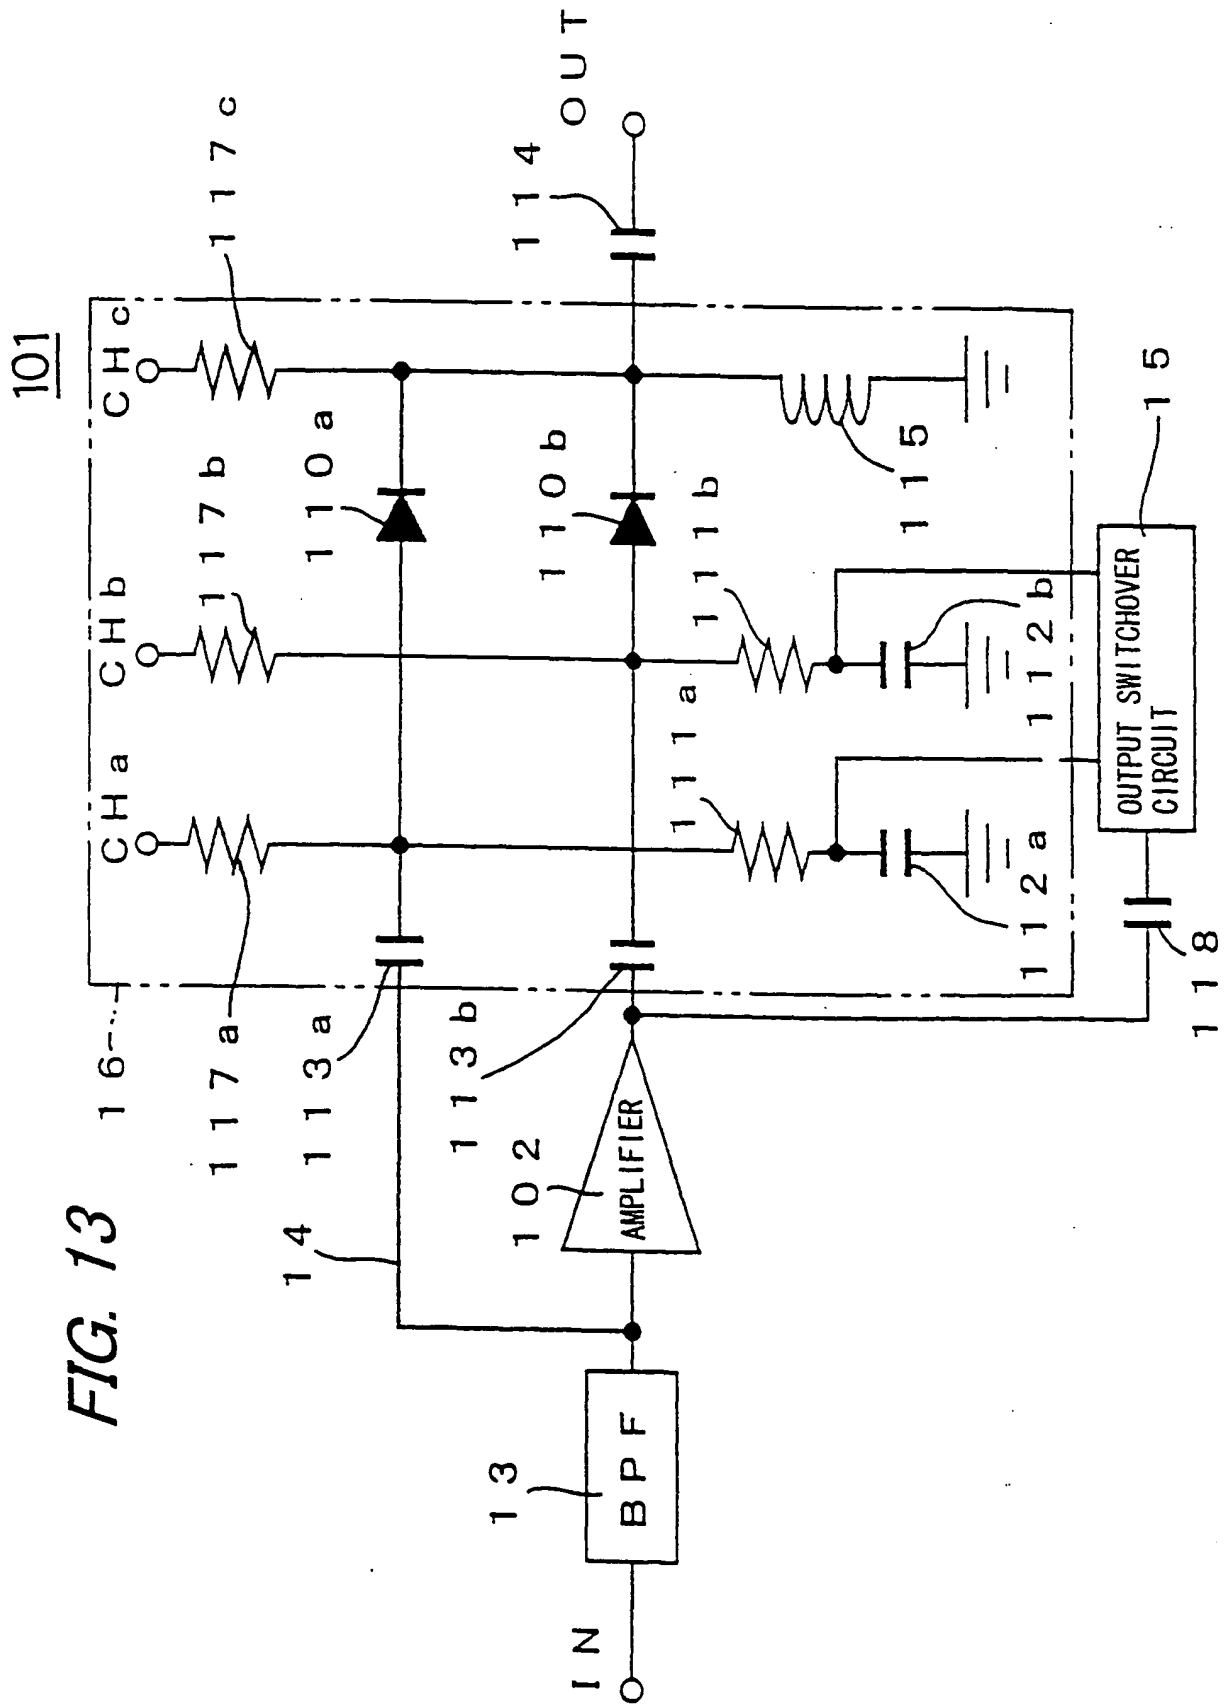 FIG. 13
101
16
CHa
CHb
CHc
117a
117b
117c
113a
110a
14
113b
110b
114
OUT
102
AMPLIFIER
13
BPF
IN
111a
111b
115
112a
112b
118
OUTPUT SWITCHOVER
CIRCUIT
15